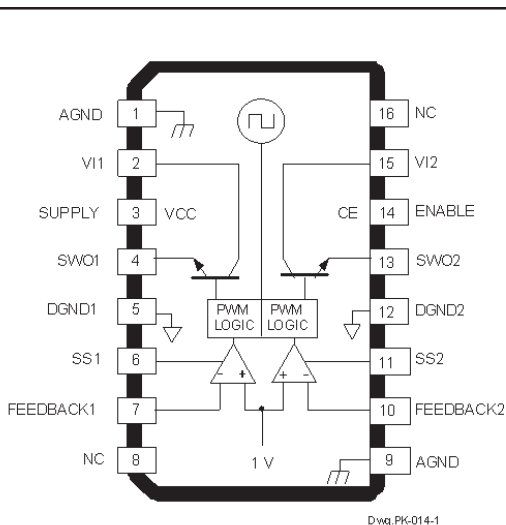 AGND 1 16 NC
VI1 2 15 VI2
SUPPLY 3 VCC CE 14 ENABLE
SWO1 4 13 SWO2
DGND1 5 PWM LOGIC PWM LOGIC 12 DGND2
SS1 6 11 SS2
- + + -
FEEDBACK1 7 10 FEEDBACK2
NC 8 1 V 9 AGND
Dwg.PK-014-1